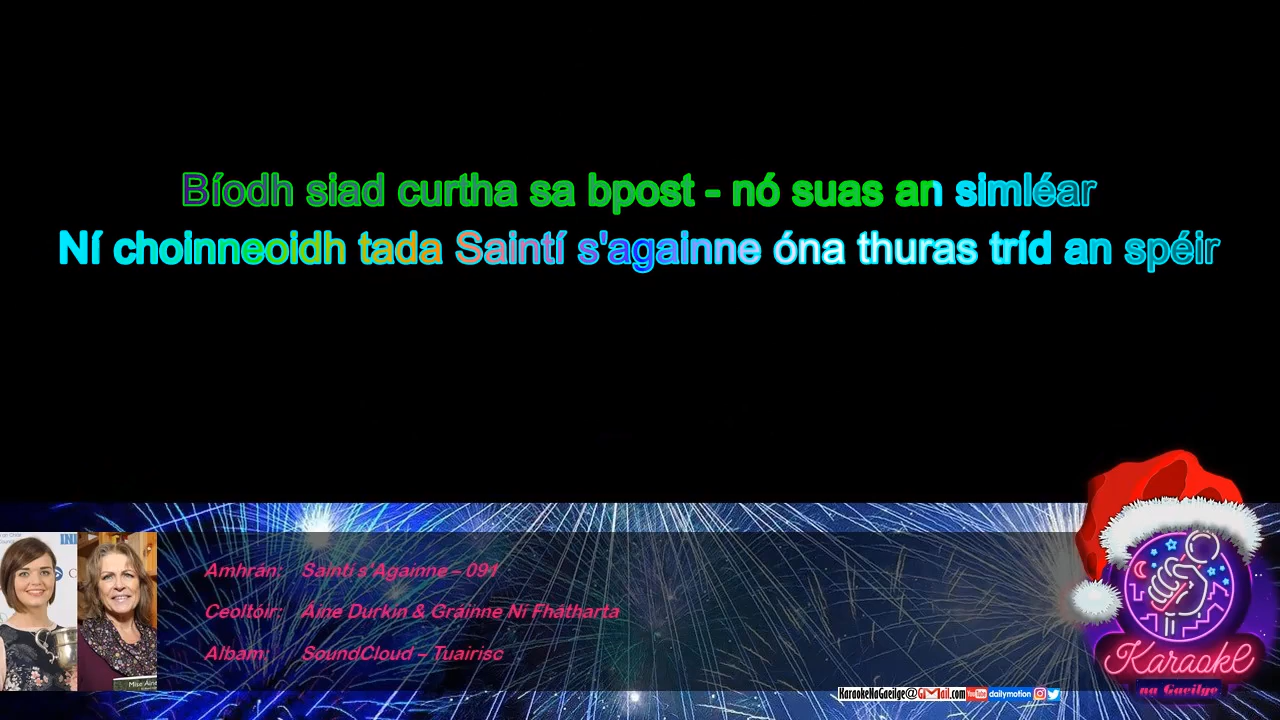 Bíodh siad curtha sa bpost - nó suas an simléar
Ní choinneoidh tada Saintí s'againne óna thuras tríd an spéir
Amhrán: Saintí s'Againne – 091
Ceoltóir: Áine Durkin & Gráinne Ní Fhátharta
Albam: SoundCloud – Tuairisc
KaraokeNaGaeilge@GMail.com YouTube dailymotion
Karaoke
na Gaeilge